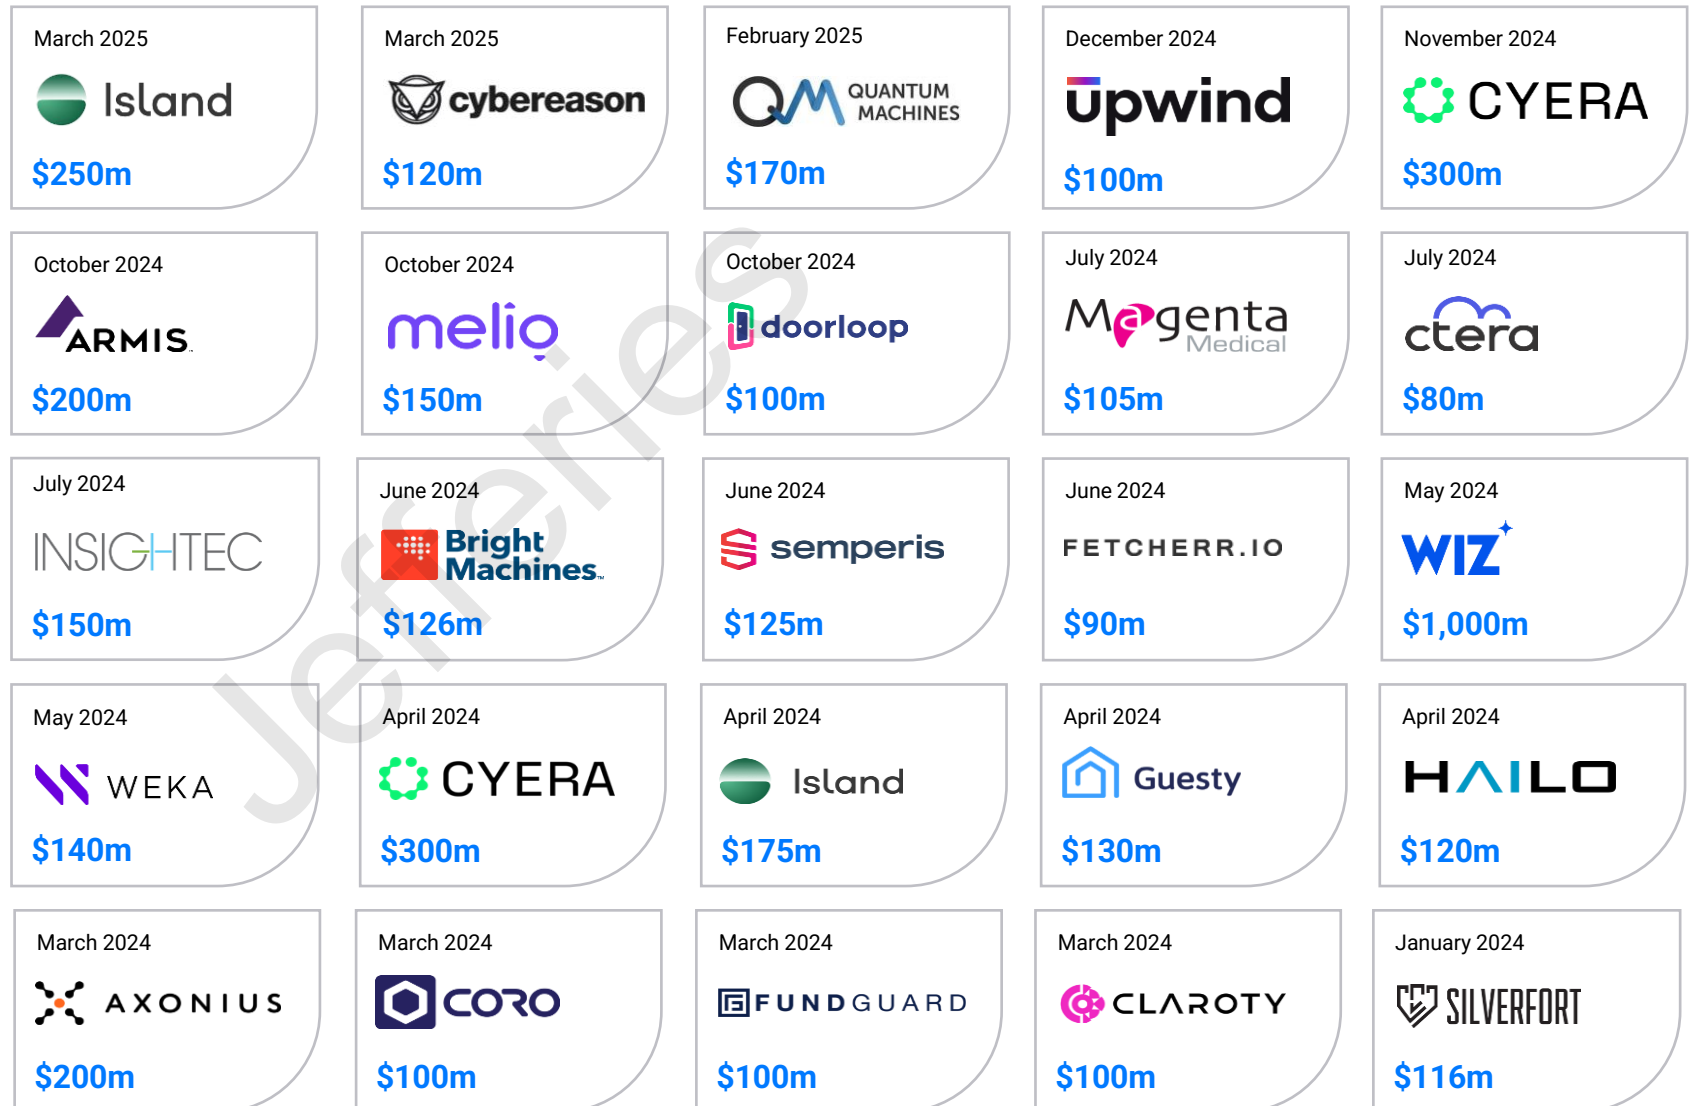 March 2025
Island
$250m
March 2025
cybereason
$120m
February 2025
QM QUANTUM
MACHINES
$170m
December 2024
upwind
$100m
November 2024
CYERA
$300m
October 2024
ARMIS
$200m
October 2024
melio
$150m
October 2024
doorloop
$100m
July 2024
Magenta
Medical
$105m
July 2024
ctera
$80m
July 2024
INSIGHTEC
$150m
June 2024
Bright
Machines™
$126m
June 2024
semperis
$125m
June 2024
FETCHERR.IO
$90m
May 2024
WIZ
$1,000m
May 2024
WEKA
$140m
April 2024
CYERA
$300m
April 2024
Island
$175m
April 2024
Guesty
$130m
April 2024
HAILO
$120m
March 2024
AXONIUS
$200m
March 2024
CORO
$100m
March 2024
FUNDGUARD
$100m
March 2024
CLAROTY
$100m
January 2024
SILVERFORT
$116m
Jefferies